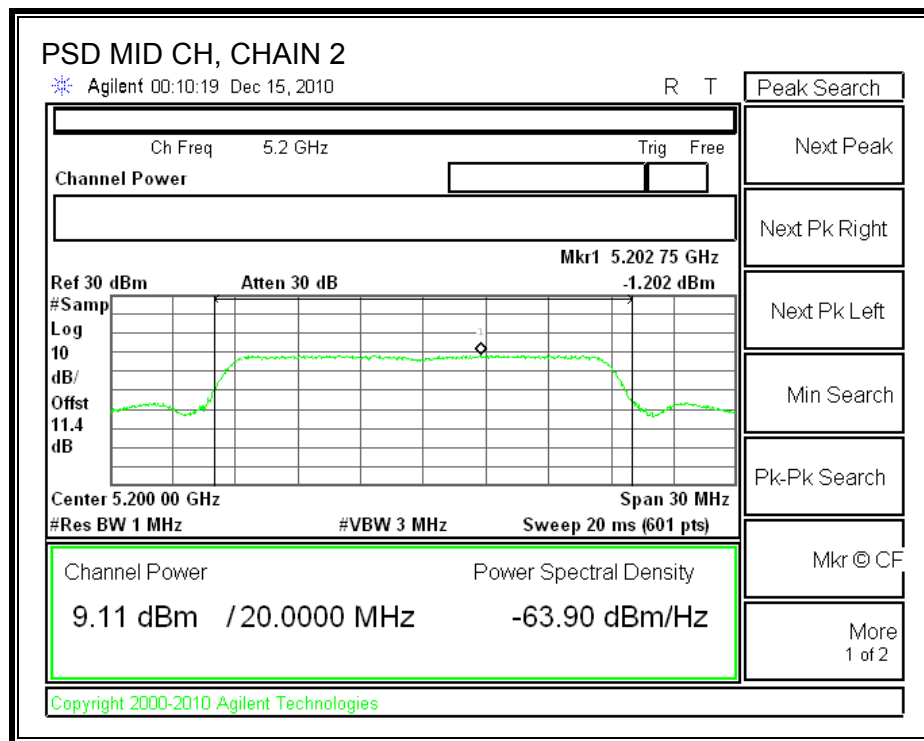 PSD MID CH, CHAIN 2
Agilent 00:10:19 Dec 15, 2010 R T
Peak Search
Ch Freq 5.2 GHz Trig Free
Channel Power
Next Peak
Next Pk Right
Mkr1 5.202 75 GHz
Ref 30 dBm Atten 30 dB -1.202 dBm
#Samp
Log
10
dB/
Offst
11.4
dB
1
Next Pk Left
Min Search
Pk-Pk Search
Center 5.200 00 GHz Span 30 MHz
#Res BW 1 MHz #VBW 3 MHz Sweep 20 ms (601 pts)
Channel Power Power Spectral Density
9.11 dBm / 20.0000 MHz -63.90 dBm/Hz
Mkr © CF
More
1 of 2
Copyright 2000-2010 Agilent Technologies